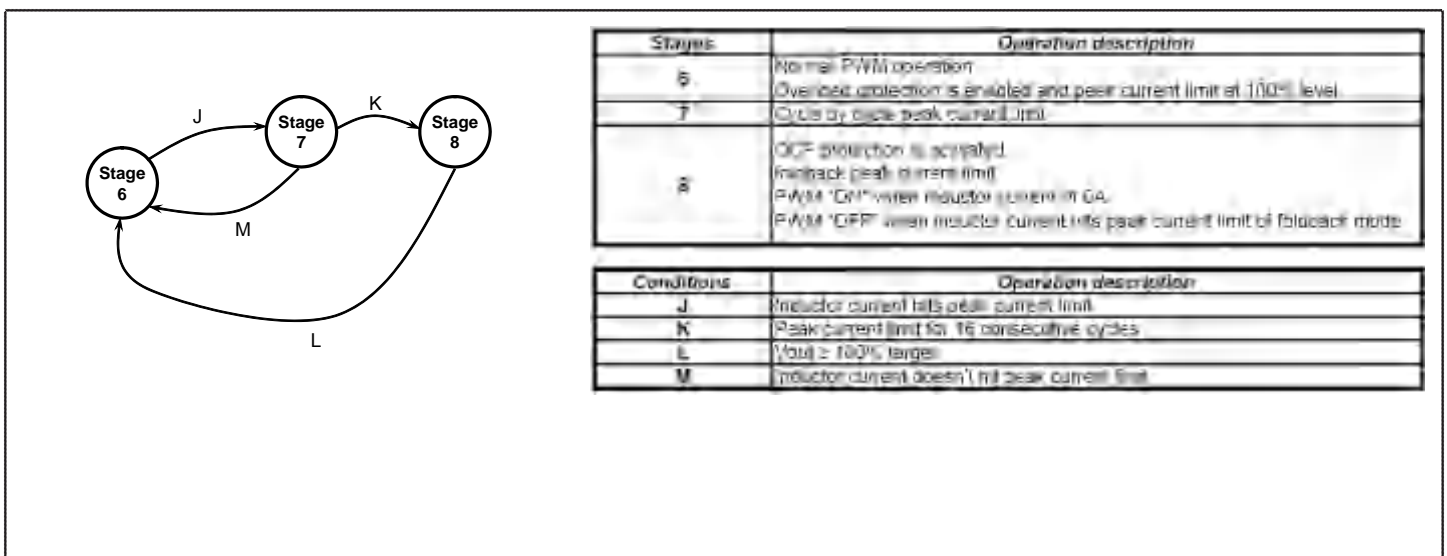 J
K
Stage
7
Stage
8
Stage
6
M
L
Stages Operation description
6 Normal PWM operation
Overload protection is enabled and peak current limit at 100% level
7 Cycle by cycle peak current limit
8 OCP protection is activated
foldback peak current limit
PWM "ON" when inductor current at 0A
PWM "OFF" when inductor current hits peak current limit of foldback mode
Conditions Operation description
J Inductor current hits peak current limit
K Peak current limit for 16 consecutive cycles
L Vout ≥ 100% target
M Inductor current doesn't hit peak current limit